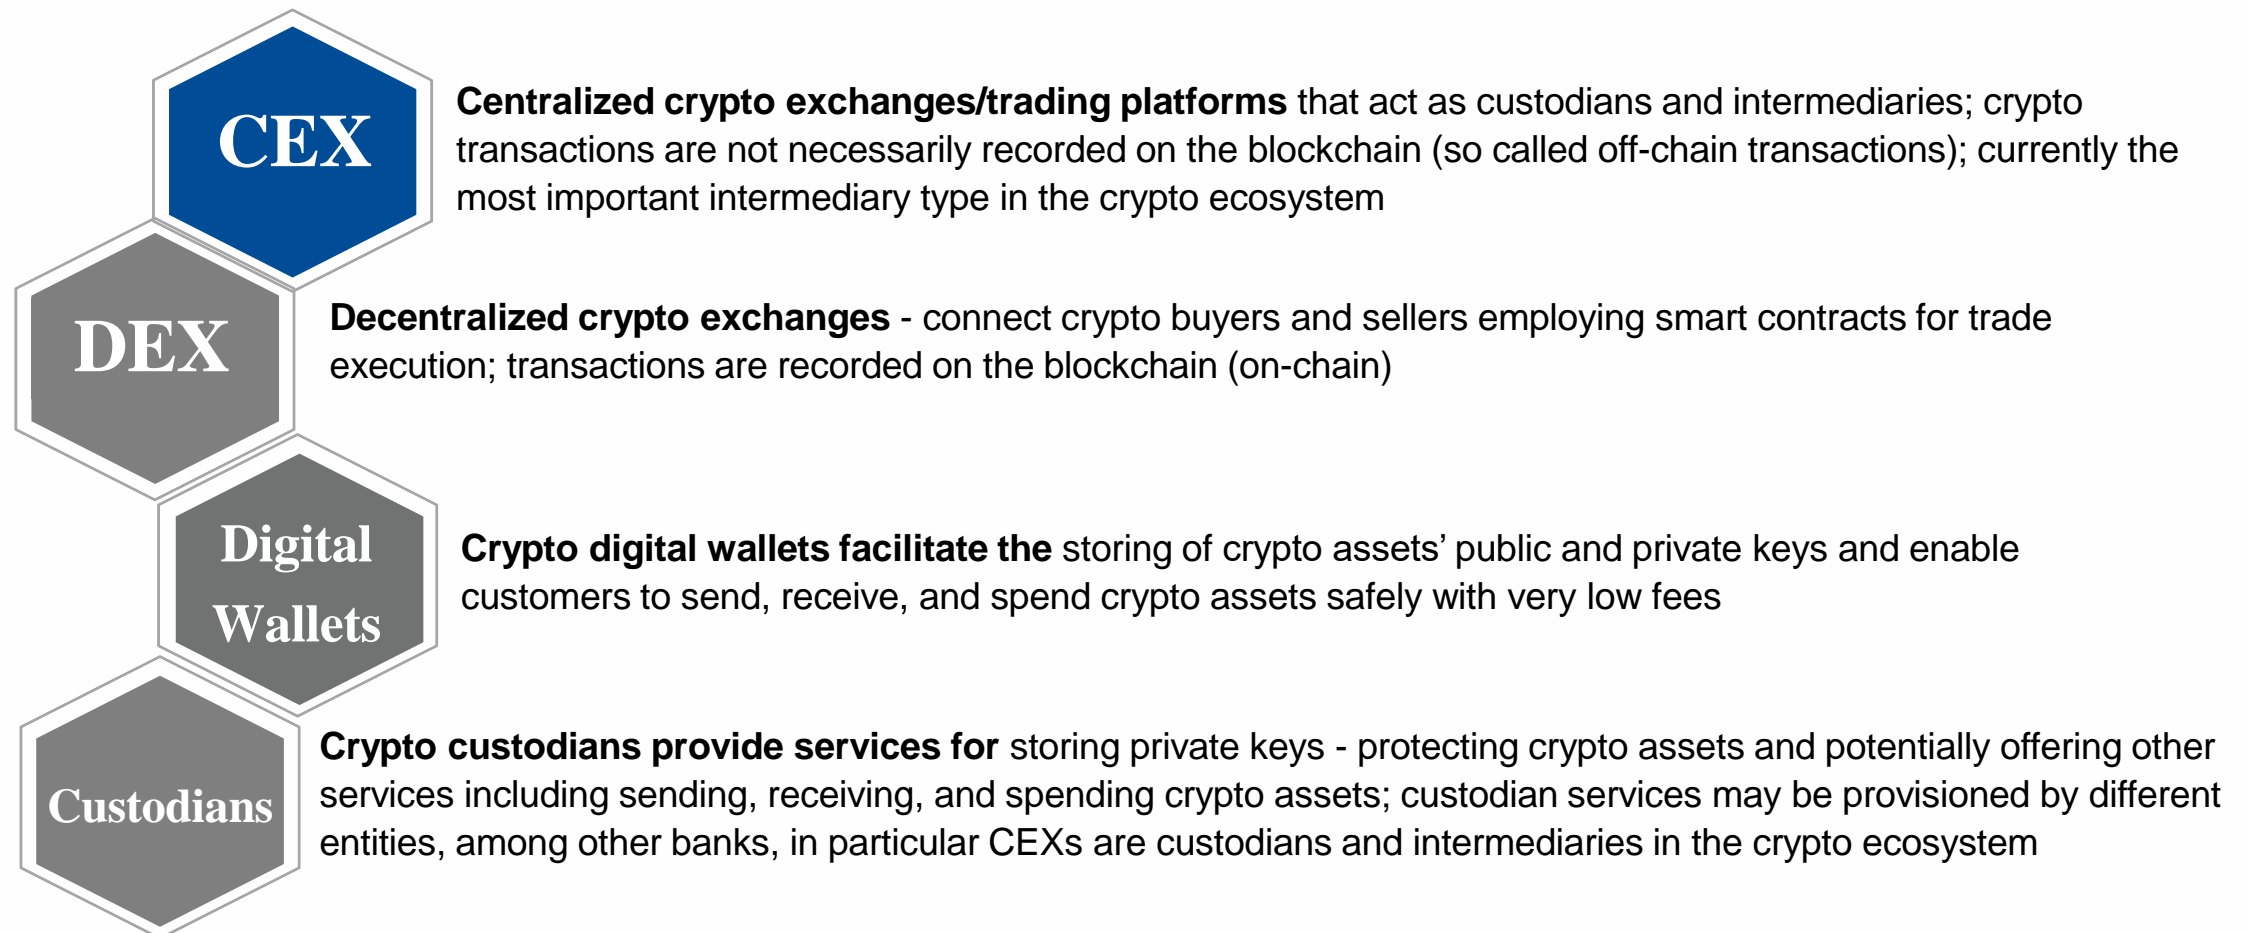 CEX
Centralized crypto exchanges/trading platforms that act as custodians and intermediaries; crypto
transactions are not necessarily recorded on the blockchain (so called off-chain transactions); currently the
most important intermediary type in the crypto ecosystem
DEX
Decentralized crypto exchanges - connect crypto buyers and sellers employing smart contracts for trade
execution; transactions are recorded on the blockchain (on-chain)
Digital
Wallets
Crypto digital wallets facilitate the storing of crypto assets’ public and private keys and enable
customers to send, receive, and spend crypto assets safely with very low fees
Custodians
Crypto custodians provide services for storing private keys - protecting crypto assets and potentially offering other
services including sending, receiving, and spending crypto assets; custodian services may be provisioned by different
entities, among other banks, in particular CEXs are custodians and intermediaries in the crypto ecosystem